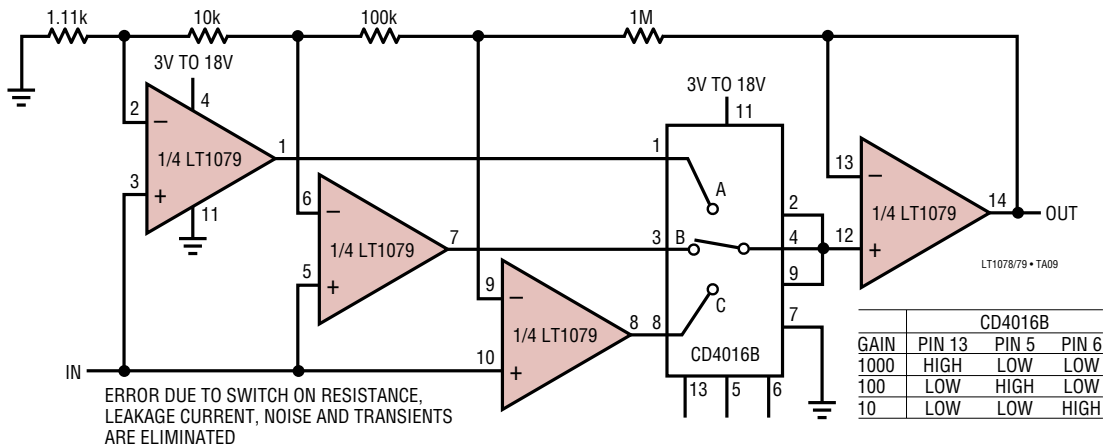 1.11k
10k
100k
1M
3V TO 18V
4
2
−
1/4 LT1079
3
+
1
11
6
−
1/4 LT1079
5
+
7
9
−
1/4 LT1079
10
+
8
IN
ERROR DUE TO SWITCH ON RESISTANCE,
LEAKAGE CURRENT, NOISE AND TRANSIENTS
ARE ELIMINATED
3V TO 18V
11
1
A
2
3
B
4
9
8
C
7
CD4016B
13
5
6
13
−
1/4 LT1079
12
+
14
OUT
LT1078/79 • TA09
CD4016B
GAIN PIN 13 PIN 5 PIN 6
1000 HIGH LOW LOW
100 LOW HIGH LOW
10 LOW LOW HIGH